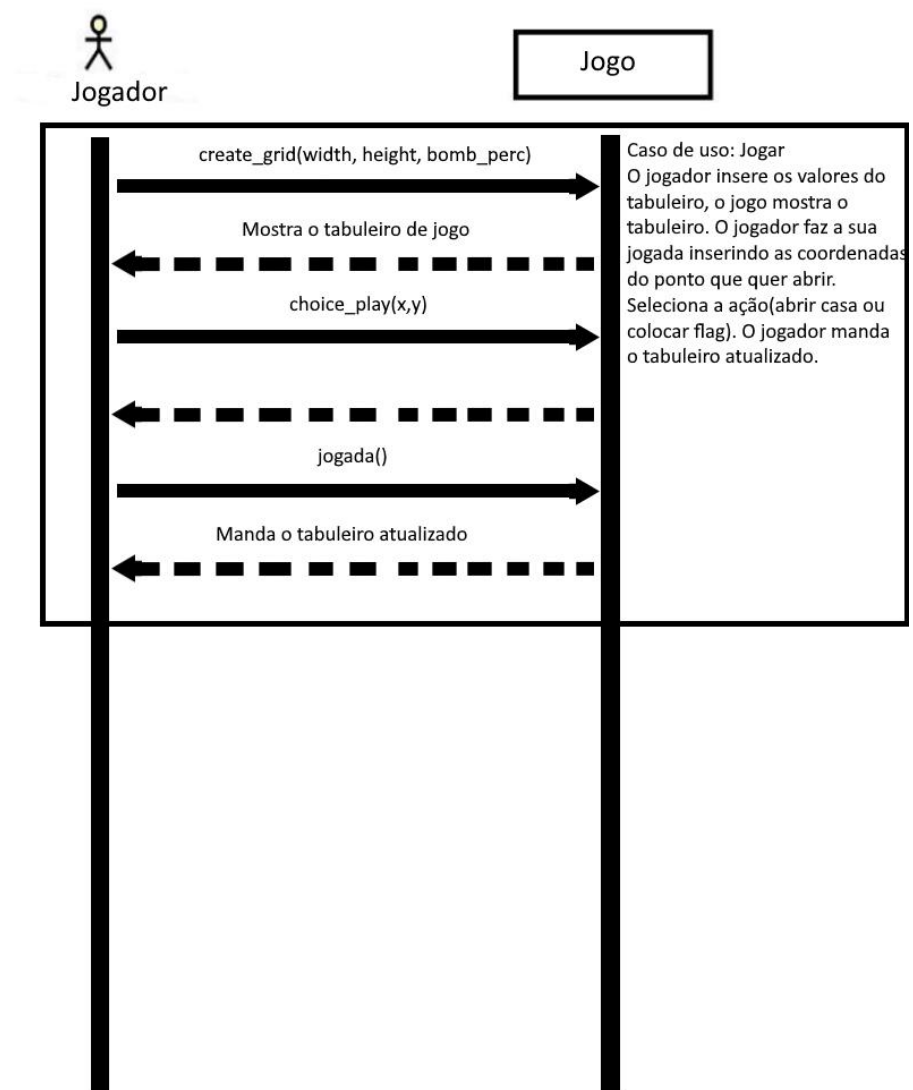 Jogador
Jogo
create_grid(width, height, bomb_perc)
Mostra o tabuleiro de jogo
choice_play(x,y)
jogada()
Manda o tabuleiro atualizado
Caso de uso: Jogar
O jogador insere os valores do
tabuleiro, o jogo mostra o
tabuleiro. O jogador faz a sua
jogada inserindo as coordenadas
do ponto que quer abrir.
Seleciona a ação(abrir casa ou
colocar flag). O jogador manda
o tabuleiro atualizado.